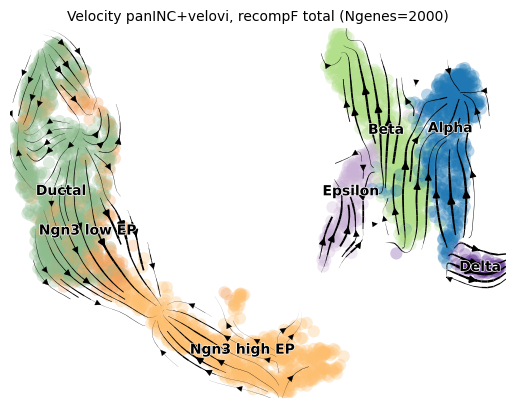 Velocity panINC+velovi, recompF total (Ngenes=2000)
Beta
Alpha
Ductal
Epsilon
Ngn3 low EP
Delta
Ngn3 high EP